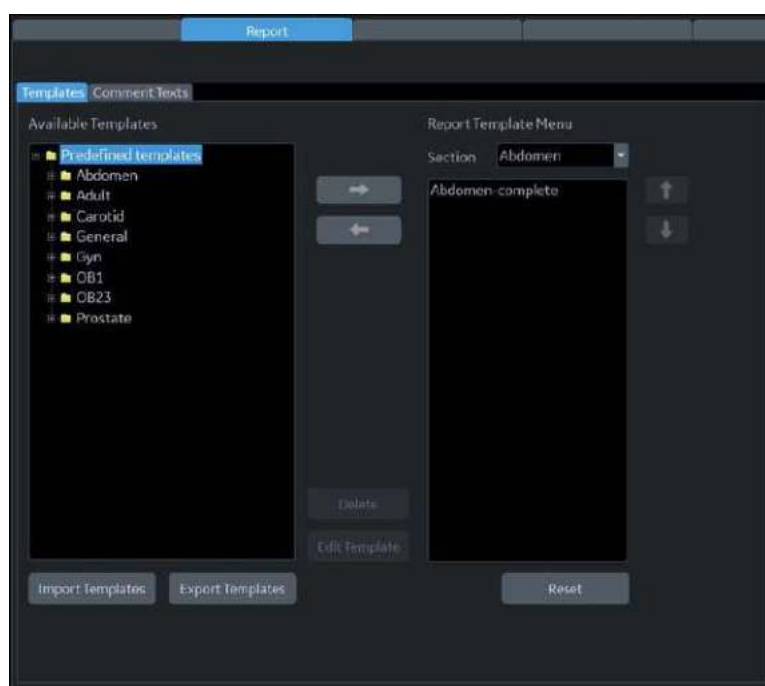 Report
Templates Comment Texts
Available Templates
Report Template Menu
Predefined templates
Section Abdomen
Abdomen
Adult
Carotid
General
Gyn
OB1
OB23
Prostate
Abdomen-complete
Delete
Edit Template
Import Templates Export Templates
Reset